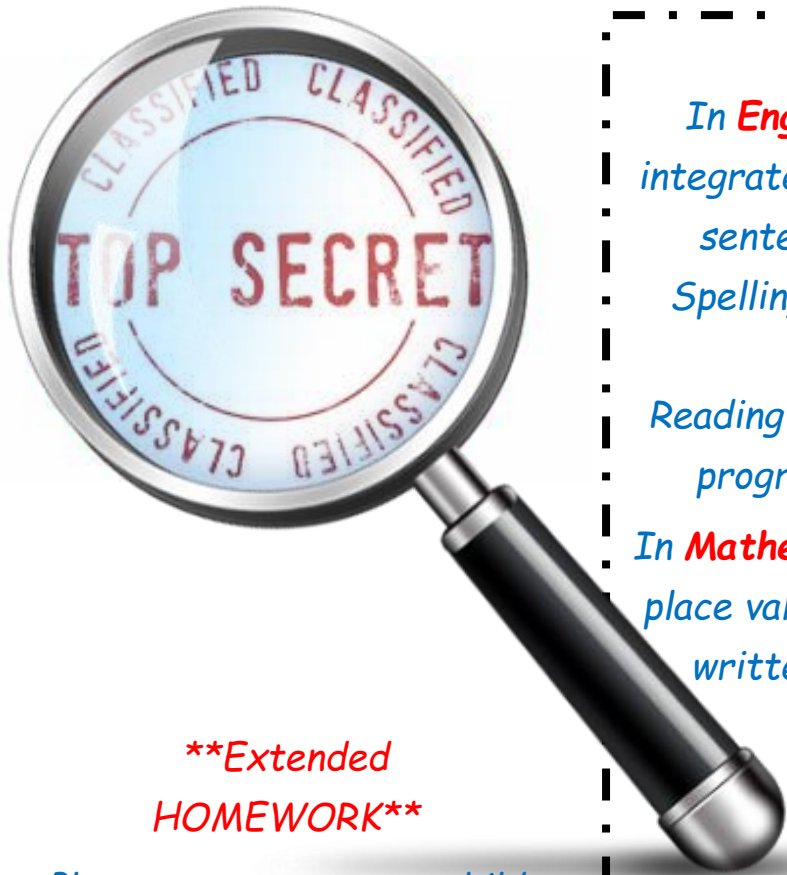 CLASSIFIED CLASSIFIED
TOP SECRET
CLASSIFIED CLASSIFIED
In
integrate
sente
Spelling
Reading
progr
In Mathe
place val
writte
**Extended
HOMEWORK**